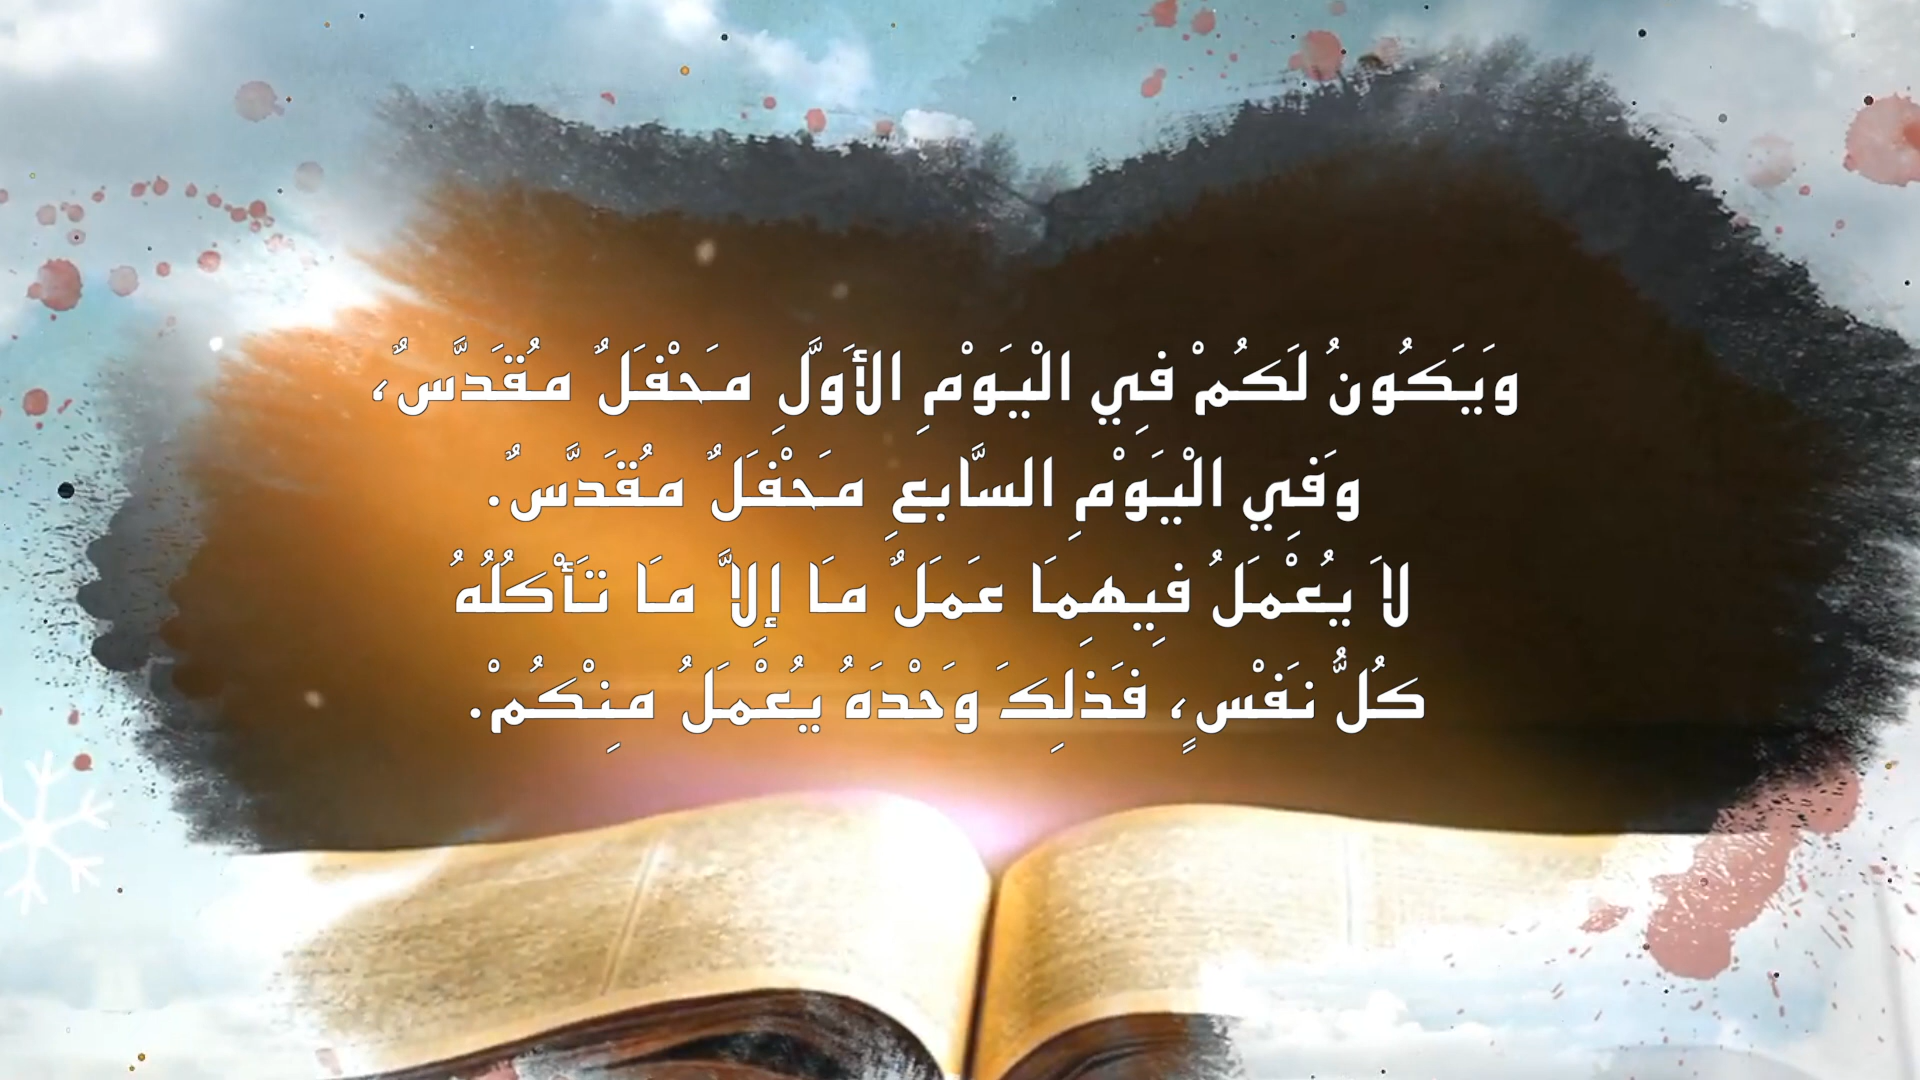 وَيَكُونُ لَكُمْ فِي الْيَوْمِ الأَوَّلِ مَحْفَلٌ مُقَدَّسٌ،
وَفِي الْيَوْمِ السَّابعِ مَحْفَلٌ مُقَدَّسٌ.
لاَ يُعْمَلُ فِيهِمَا عَمَلٌ مَا إِلاَّ مَا تَأْكُلُهُ
كُلُّ نَفْسٍ، فَذلِكَ وَحْدَهُ يُعْمَلُ مِنْكُمْ.